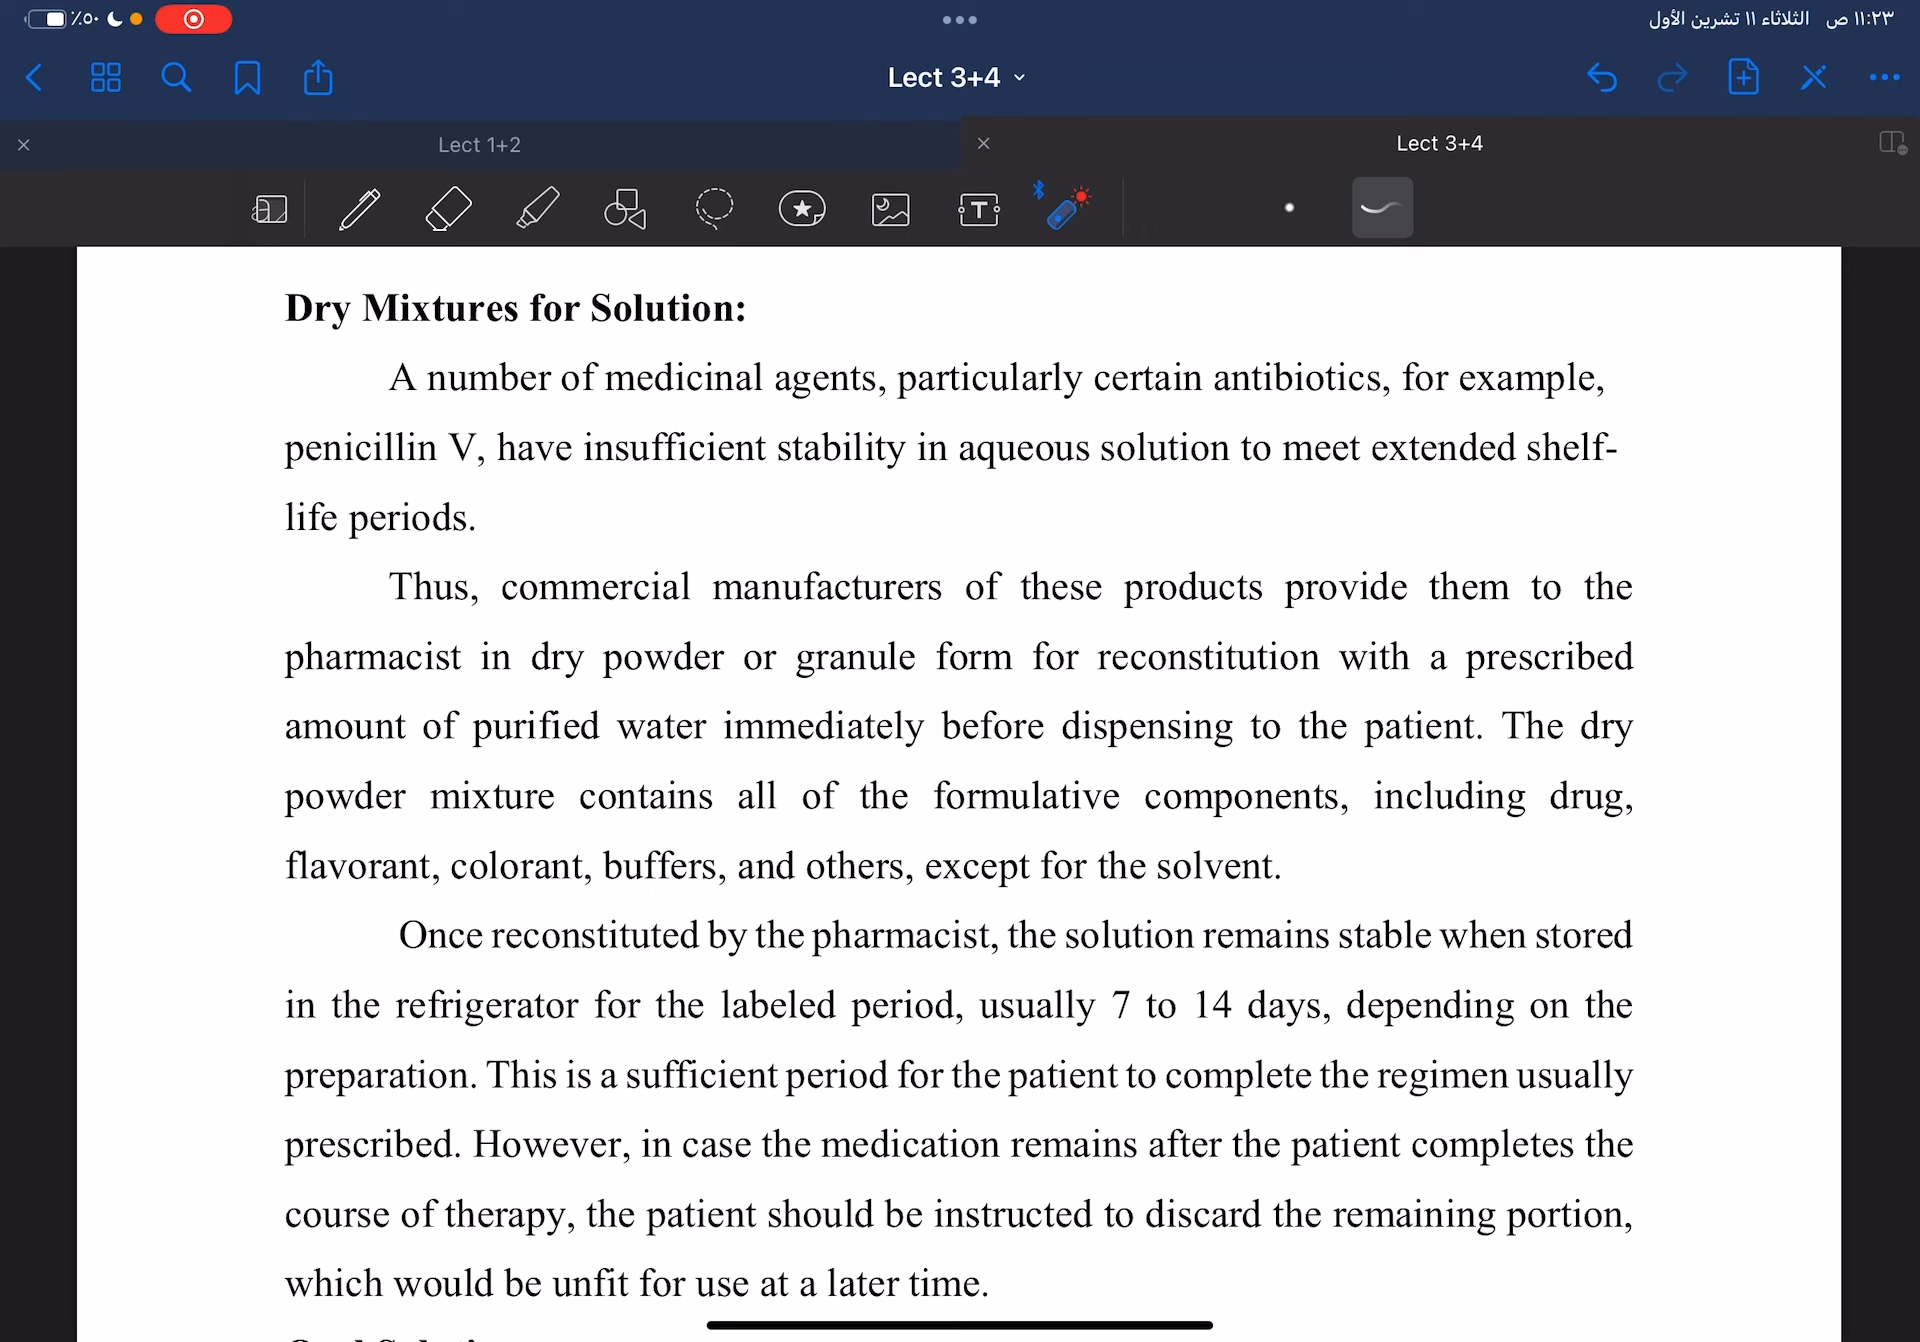 ٪٥٠
١١:٢٣ ص الثلاثاء ١١ تشرين الأول
Lect 3+4
Lect 1+2
Lect 3+4
T
Dry Mixtures for Solution:
A number of medicinal agents, particularly certain antibiotics, for example,
penicillin V, have insufficient stability in aqueous solution to meet extended shelf-
life periods.
Thus, commercial manufacturers of these products provide them to the
pharmacist in dry powder or granule form for reconstitution with a prescribed
amount of purified water immediately before dispensing to the patient. The dry
powder mixture contains all of the formulative components, including drug,
flavorant, colorant, buffers, and others, except for the solvent.
Once reconstituted by the pharmacist, the solution remains stable when stored
in the refrigerator for the labeled period, usually 7 to 14 days, depending on the
preparation. This is a sufficient period for the patient to complete the regimen usually
prescribed. However, in case the medication remains after the patient completes the
course of therapy, the patient should be instructed to discard the remaining portion,
which would be unfit for use at a later time.